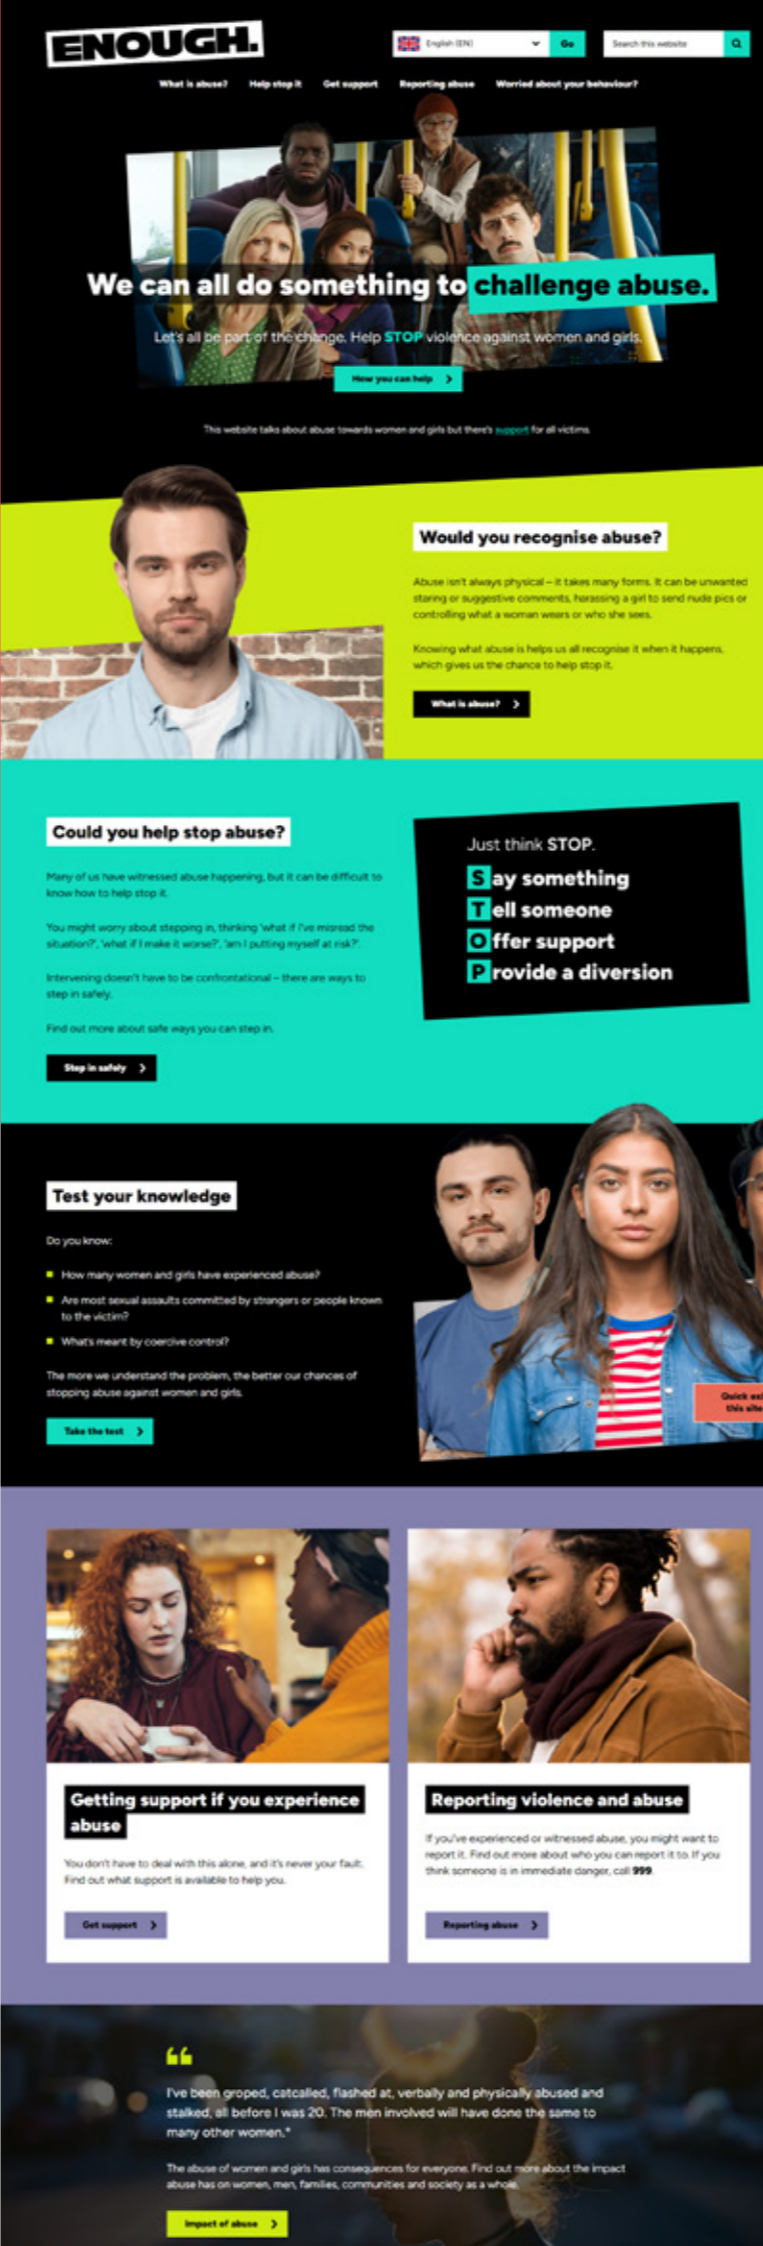 ENOUGH.
English (EN)
Go
Search this website
What is abuse?
Help stop it
Get support
Reporting abuse
Worried about your behaviour?
We can all do something to challenge abuse.
Let's all be part of the change. Help STOP violence against women and girls.
How you can help
This website talks about abuse towards women and girls but there's support for all victims.
Would you recognise abuse?
Abuse isn't always physical – it takes many forms. It can be unwanted
staring or suggestive comments, harassing a girl to send nude pics or
controlling what a woman wears or who she sees.
Knowing what abuse is helps us all recognise it when it happens,
which gives us the chance to help stop it.
What is abuse?
Could you help stop abuse?
Many of us have witnessed abuse happening, but it can be difficult to
know how to help stop it.
You might worry about stepping in, thinking 'what if I've misread the
situation?', 'what if I make it worse?', 'am I putting myself at risk?'.
Intervening doesn't have to be confrontational – there are ways to
step in safely.
Find out more about safe ways you can step in.
Step in safely
Just think STOP.
Say something
Tell someone
Offer support
Provide a diversion
Test your knowledge
Do you know:
How many women and girls have experienced abuse?
Are most sexual assaults committed by strangers or people known
to the victim?
What's meant by coercive control?
The more we understand the problem, the better our chances of
stopping abuse against women and girls.
Take the test
Quick
this site
Getting support if you experience
abuse
You don't have to deal with this alone, and it's never your fault.
Find out what support is available to help you.
Get support
Reporting violence and abuse
If you've experienced or witnessed abuse, you might want to
report it. Find out more about who you can report it to. If you
think someone is in immediate danger, call 999.
Reporting abuse
I've been groped, catcalled, flashed at, verbally and physically abused and
stalked, all before I was 20. The men involved will have done the same to
many other women."
The abuse of women and girls has consequences for everyone. Find out more about the impact
abuse has on women, men, families, communities and society as a whole.
Impact of abuse